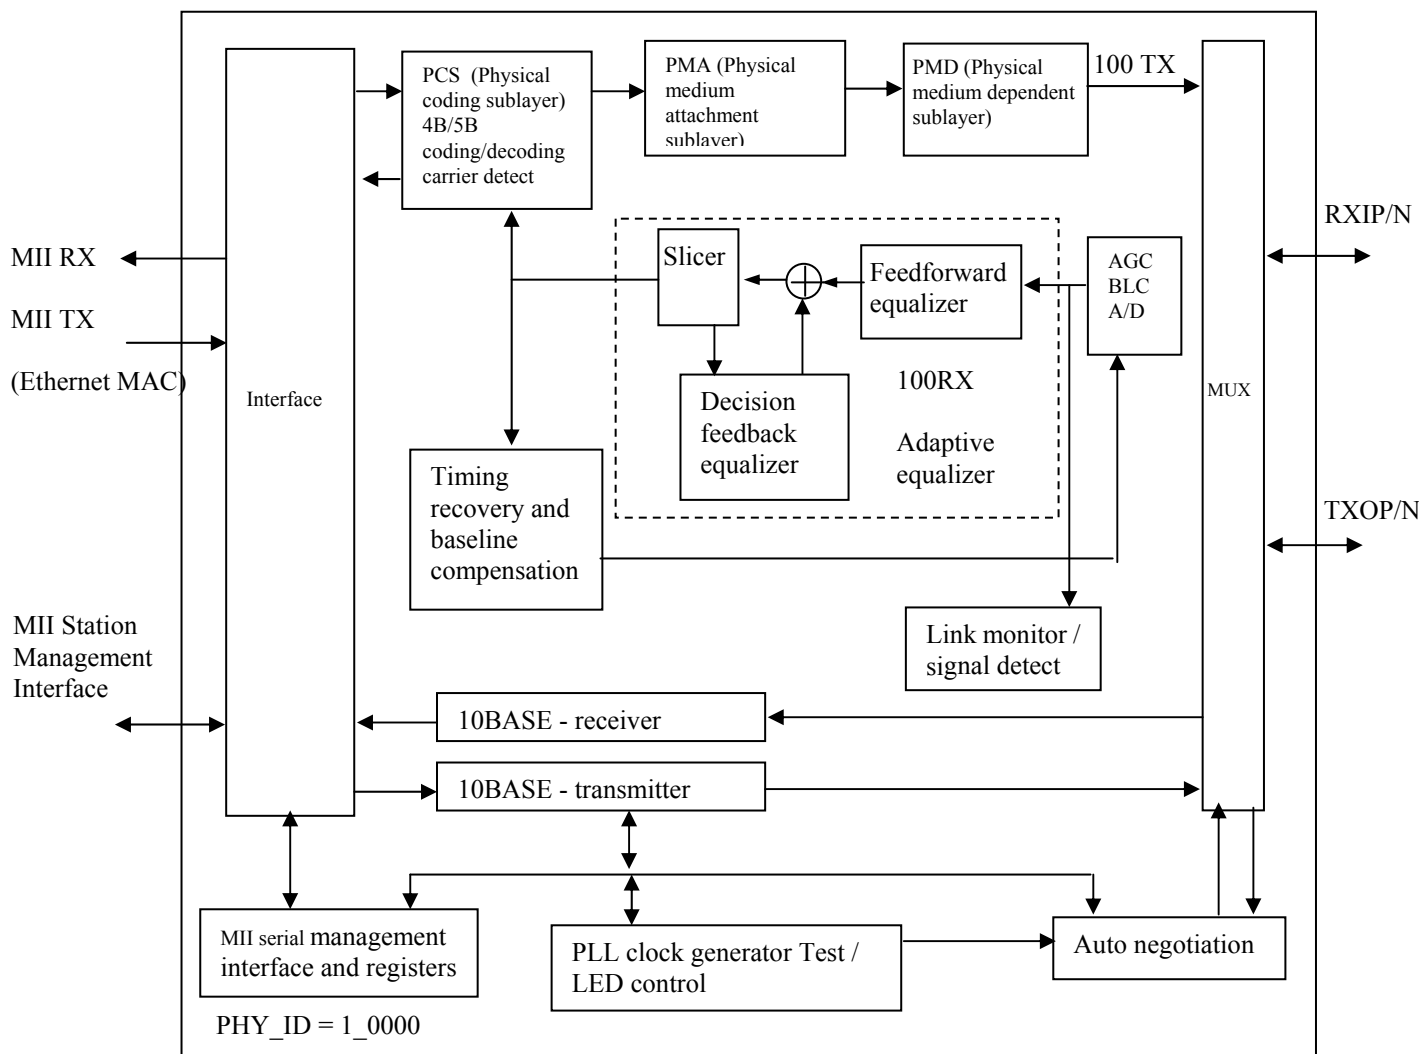 PCS (Physical
coding sublayer)
4B/5B
coding/decoding
carrier detect
PMA (Physical
medium
attachment
sublayer)
PMD (Physical
medium dependent
sublayer)
100 TX
RXIP/N
MII RX
Slicer
Feedforward
equalizer
AGC
BLC
A/D
MII TX
(Ethernet MAC)
Interface
Decision
feedback
equalizer
100RX
Adaptive
equalizer
MUX
Timing
recovery and
baseline
compensation
TXOP/N
MII Station
Management
Interface
Link monitor /
signal detect
10BASE - receiver
10BASE - transmitter
MII serial management
interface and registers
PLL clock generator Test /
LED control
Auto negotiation
PHY_ID = 1_0000